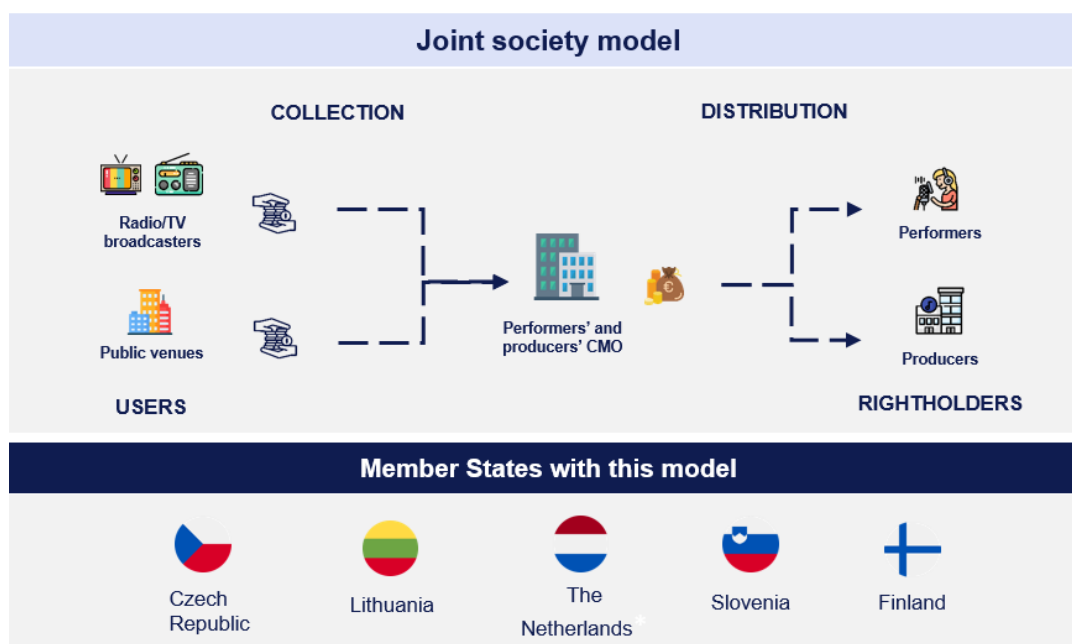 Joint society model
COLLECTION
DISTRIBUTION
Radio/TV
broadcasters
Performers
Performers' and
producers' CMO
€
Public venues
Producers
USERS
RIGHTHOLDERS
Member States with this model
Czech
Republic
Lithuania
The
Netherlands*
Slovenia
Finland